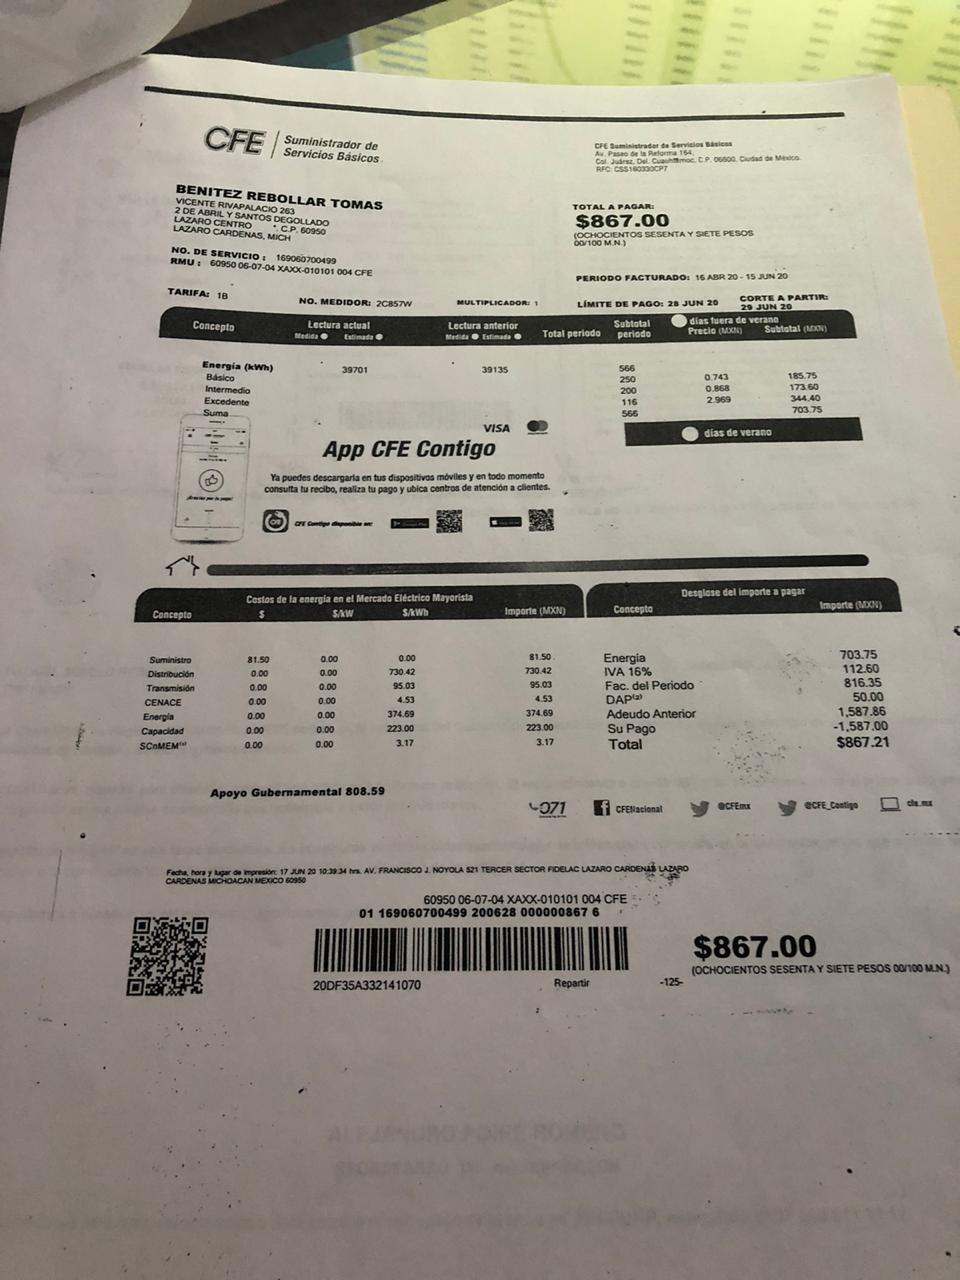 CFE Suministrador de
Servicios Básicos
CFE Suministrador de Servicios Básicos
Av. Paseo de la Reforma 164,
Col. Juárez, Del. Cuauhtémoc, C.P. 06600, Ciudad de México.
RFC: CSS160330CP7
BENITEZ REBOLLAR TOMAS
VICENTE RIVAPALACIO 263
2 DE ABRIL Y SANTOS DEGOLLADO
LAZARO CENTRO *. C.P. 60950
LAZARO CARDENAS, MICH
TOTAL A PAGAR:
$867.00
(OCHOCIENTOS SESENTA Y SIETE PESOS
00/100 M.N.)
NO. DE SERVICIO : 169060700499
RMU : 60950 06-07-04 XAXX-010101 004 CFE
PERIODO FACTURADO: 16 ABR 20 - 15 JUN 20
TARIFA: 1B NO. MEDIDOR: 2C857W MULTIPLICADOR: 1 LÍMITE DE PAGO: 28 JUN 20 CORTE A PARTIR:
29 JUN 20
Concepto Lectura actual Lectura anterior Total periodo Subtotal periodo días fuera de verano
Medida Estimada Medida Estimada Precio (MXN) Subtotal (MXN)
Energía (kWh) 39701 39135 566
Básico 250 0.743 185.75
Intermedio 200 0.868 173.60
Excedente 116 2.969 344.40
Suma 566 703.75
días de verano
VISA
App CFE Contigo
Ya puedes descargarla en tus dispositivos móviles y en todo momento
consulta tu recibo, realiza tu pago y ubica centros de atención a clientes.
CFE Contigo disponible en:
Costos de la energía en el Mercado Eléctrico Mayorista
Concepto $ $/kW $/kWh Importe (MXN)
Suministro 81.50 0.00 0.00 81.50
Distribución 0.00 0.00 730.42 730.42
Transmisión 0.00 0.00 95.03 95.03
CENACE 0.00 0.00 4.53 4.53
Energía 0.00 0.00 374.69 374.69
Capacidad 0.00 0.00 223.00 223.00
SCnMEM 0.00 0.00 3.17 3.17
Desglose del importe a pagar
Concepto Importe (MXN)
Energía 703.75
IVA 16% 112.60
Fac. del Periodo 816.35
DAP(2) 50.00
Adeudo Anterior 1,587.86
Su Pago -1,587.00
Total $867.21
Apoyo Gubernamental 808.59
071 CFENacional @CFEmx @CFE_Contigo cfe.mx
Fecha, hora y lugar de impresión: 17 JUN 20 10:39:34 hrs. AV. FRANCISCO J. NOYOLA 521 TERCER SECTOR FIDELAC LAZARO CARDENAS LAZARO
CARDENAS MICHOACAN MEXICO 60950
60950 06-07-04 XAXX-010101 004 CFE
01 169060700499 200628 000000867 6
$867.00
(OCHOCIENTOS SESENTA Y SIETE PESOS 00/100 M.N.)
20DF35A332141070 Repartir -125-